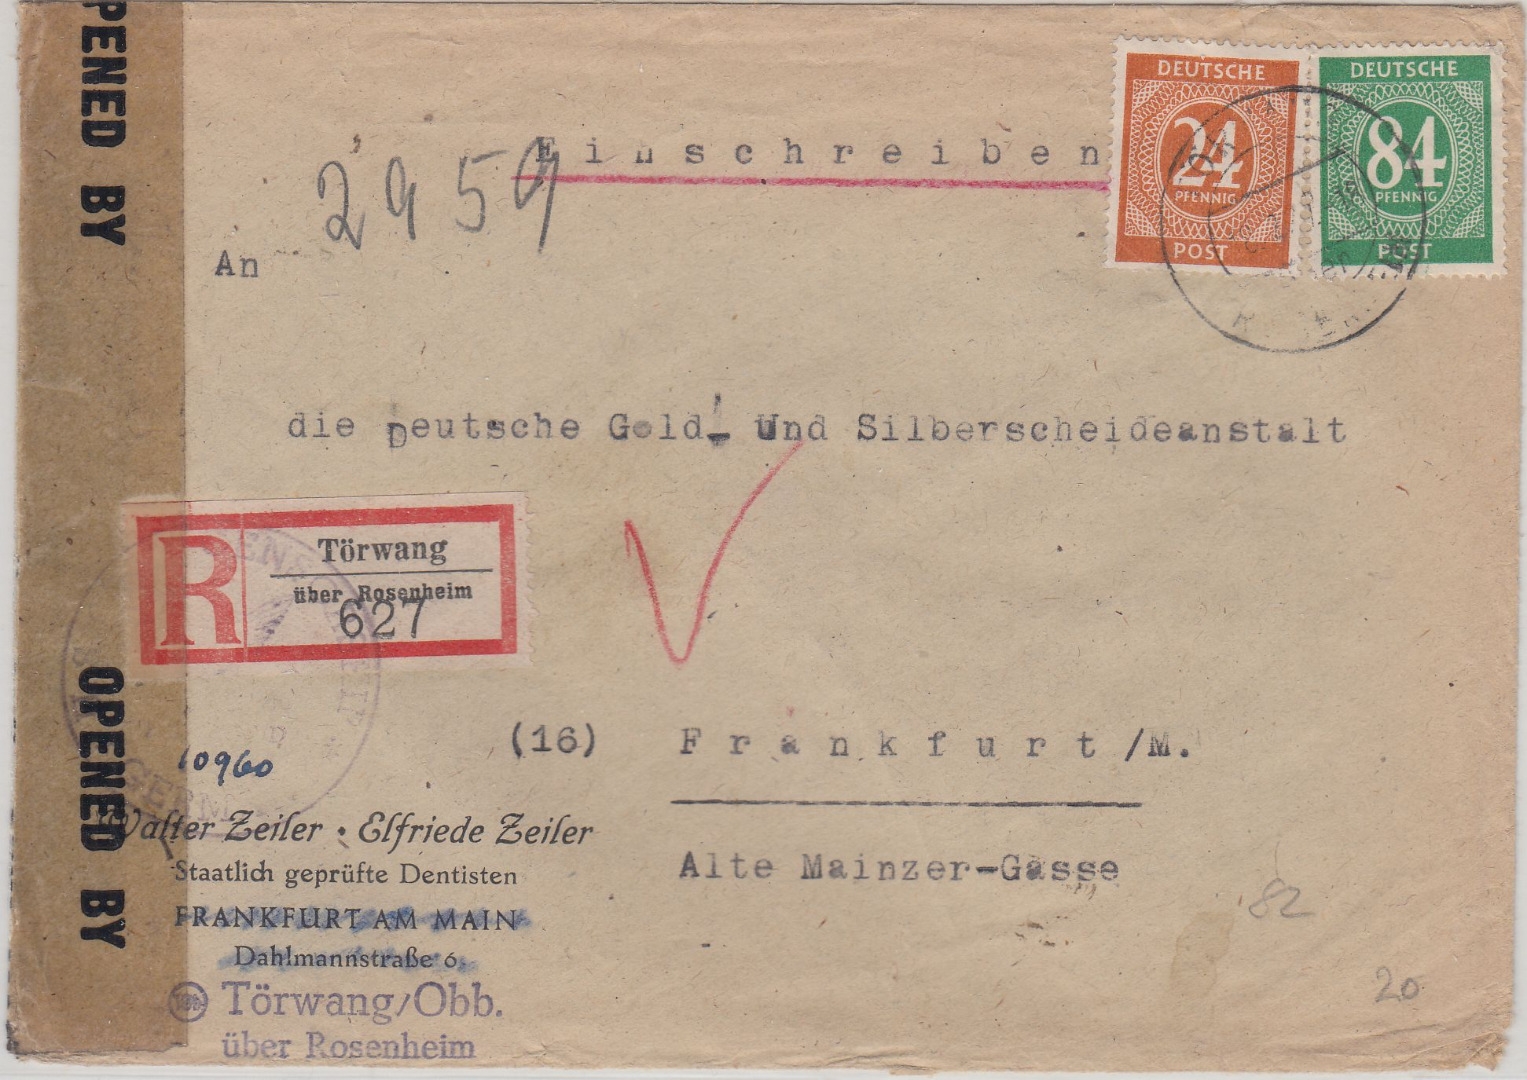 PENED BY
OPENED BY
Einschreiben
2959
DEUTSCHE
24
PFENNIG
POST
DEUTSCHE
84
PFENNIG
POST
An
die Deutsche Gold- und Silberscheideanstalt
R
Törwang
über Rosenheim
627
(16) Frankfurt/M.
Alte Mainzer-Gasse
10960
Walter Zeiler · Elfriede Zeiler
Staatlich geprüfte Dentisten
FRANKFURT AM MAIN
Dahlmannstraße 6
Törwang/Obb.
über Rosenheim
82
20